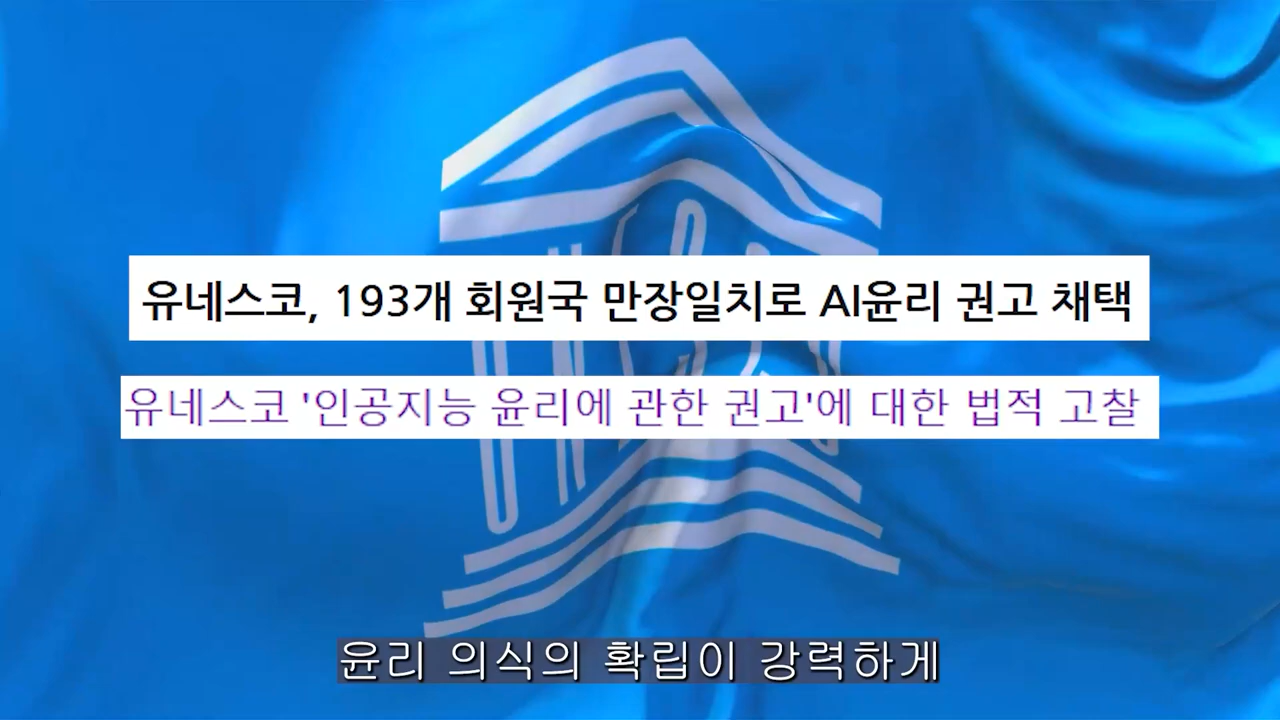 유네스코, 193개 회원국 만장일치로 AI윤리 권고 채택
유네스코 '인공지능 윤리에 관한 권고'에 대한 법적 고찰
윤리 의식의 확립이 강력하게